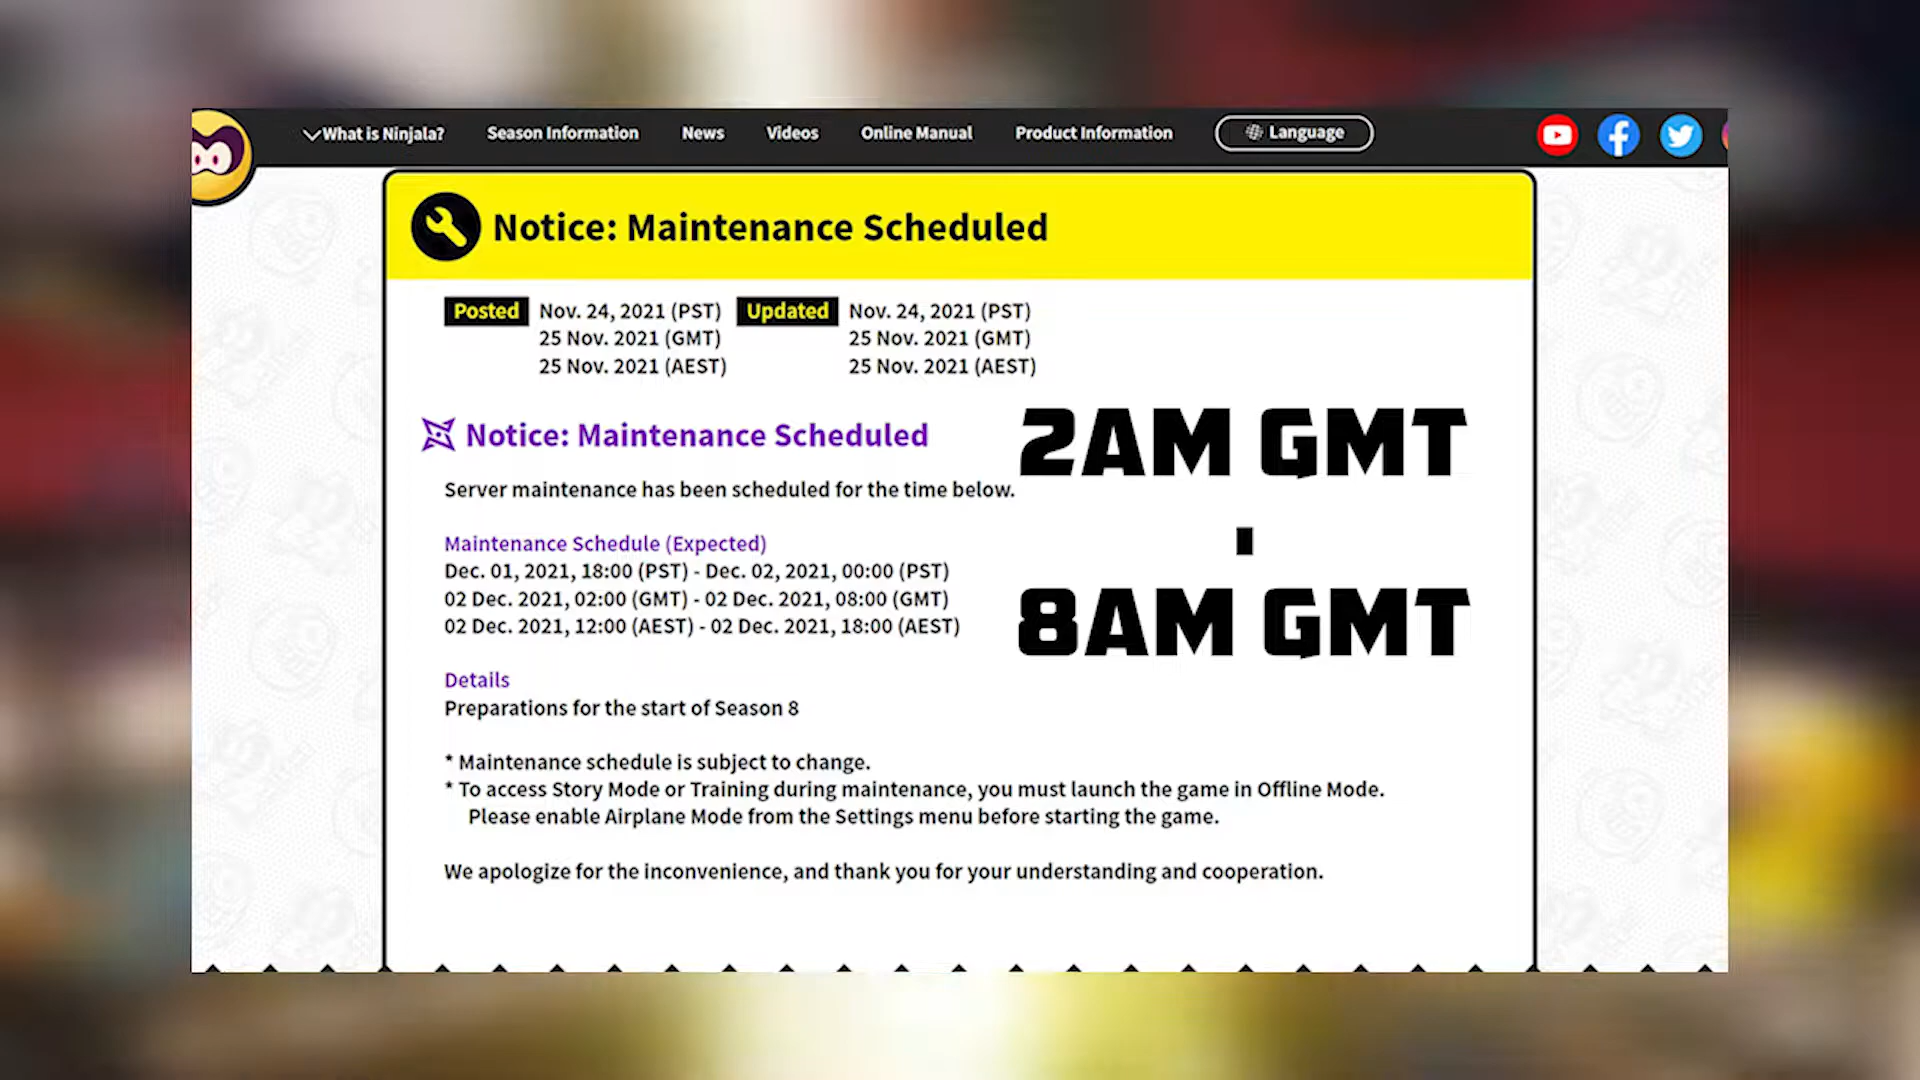 What is Ninjala? Season Information News Videos Online Manual Product Information Language
Notice: Maintenance Scheduled
Posted Nov. 24, 2021 (PST) Updated Nov. 24, 2021 (PST)
25 Nov. 2021 (GMT) 25 Nov. 2021 (GMT)
25 Nov. 2021 (AEST) 25 Nov. 2021 (AEST)
Notice: Maintenance Scheduled
Server maintenance has been scheduled for the time below.
Maintenance Schedule (Expected)
Dec. 01, 2021, 18:00 (PST) - Dec. 02, 2021, 00:00 (PST)
02 Dec. 2021, 02:00 (GMT) - 02 Dec. 2021, 08:00 (GMT)
02 Dec. 2021, 12:00 (AEST) - 02 Dec. 2021, 18:00 (AEST)
2AM GMT
-
8AM GMT
Details
Preparations for the start of Season 8
* Maintenance schedule is subject to change.
* To access Story Mode or Training during maintenance, you must launch the game in Offline Mode.
Please enable Airplane Mode from the Settings menu before starting the game.
We apologize for the inconvenience, and thank you for your understanding and cooperation.